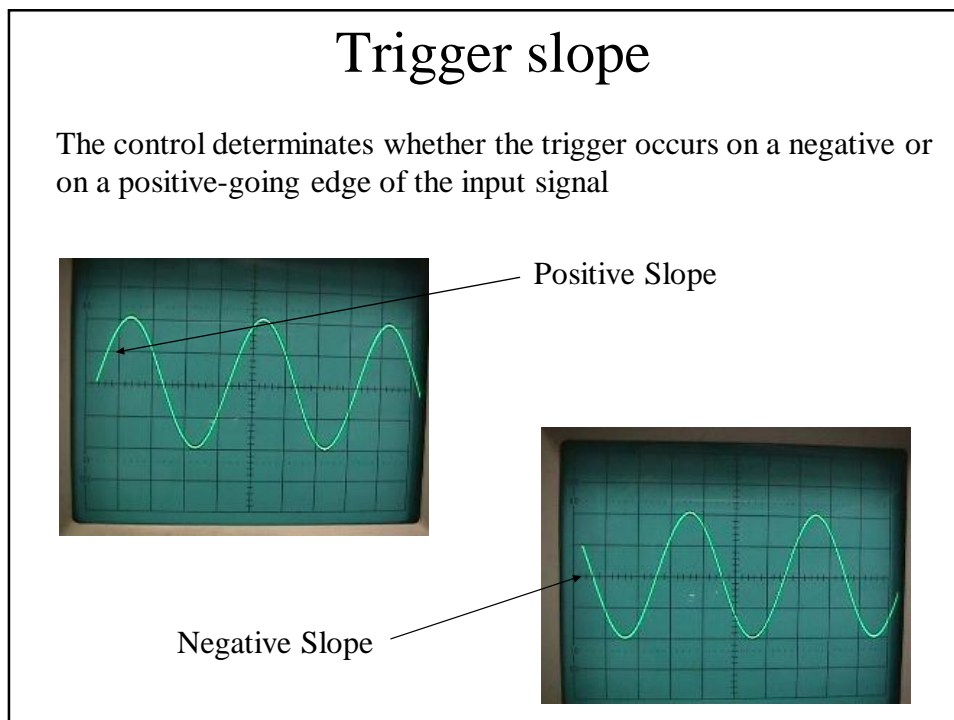 Trigger slope
The control determinates whether the trigger occurs on a negative or
on a positive-going edge of the input signal
Positive Slope
Negative Slope